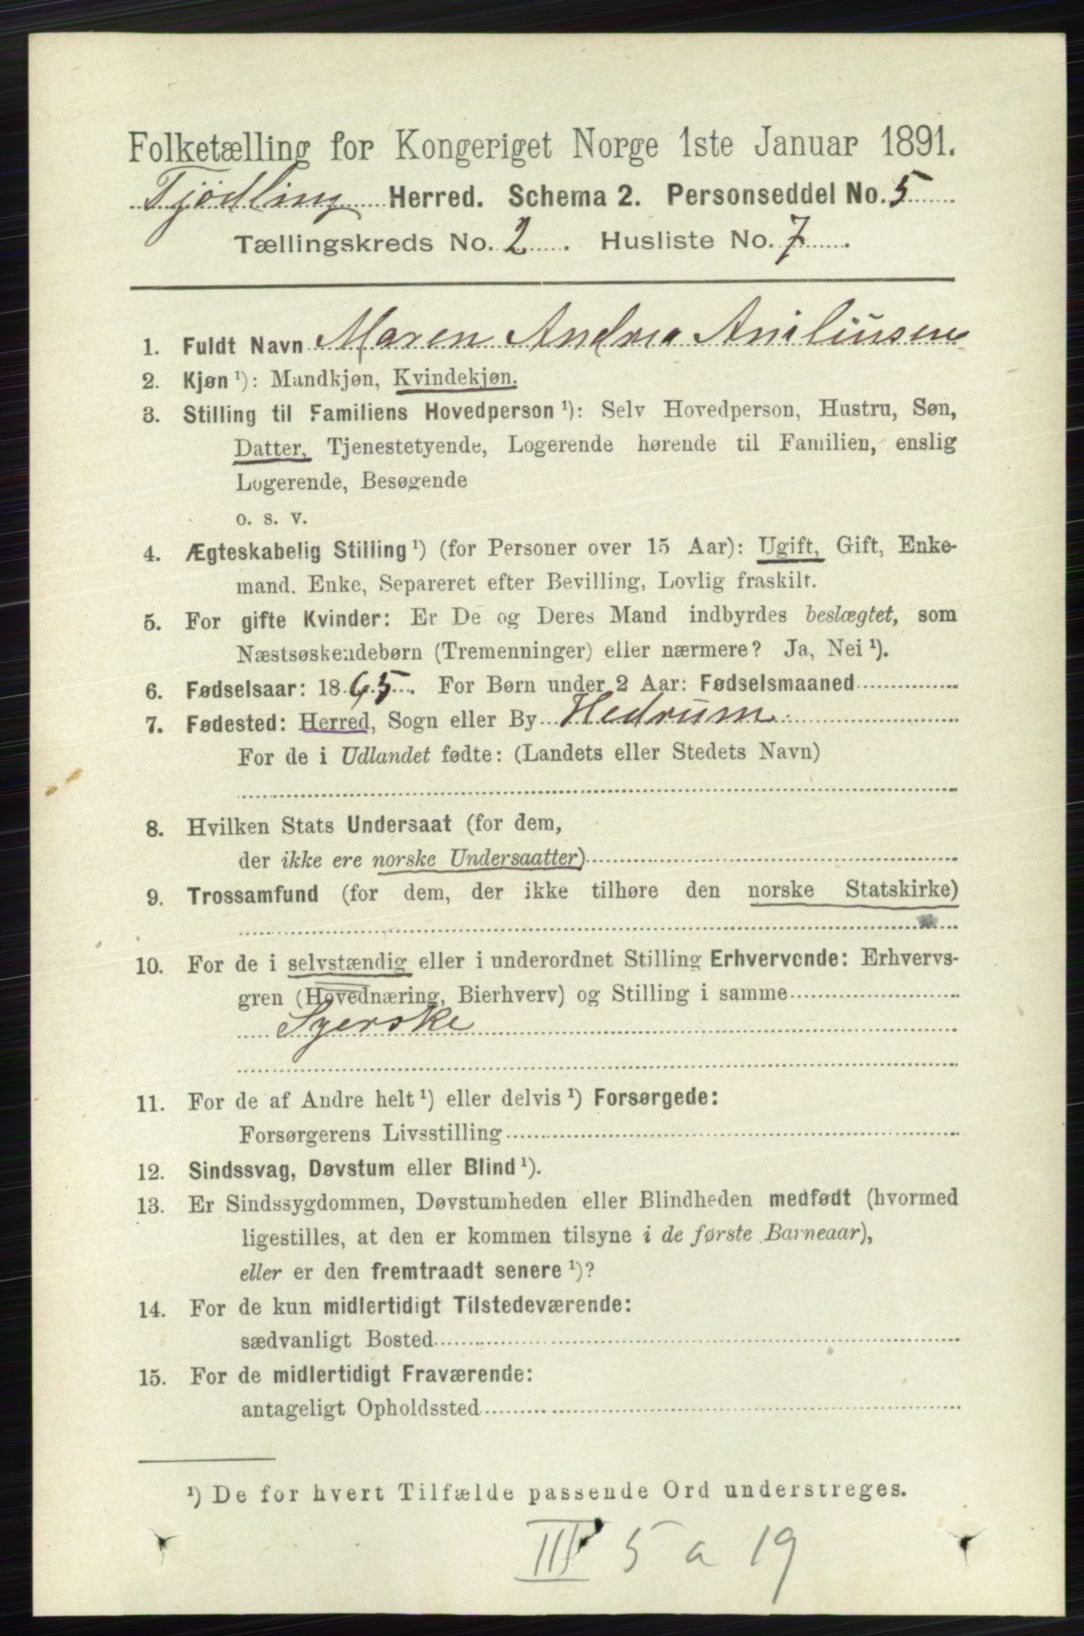 Folketælling for Kongeriget Norge 1ste Januar 1891.
Tjødling Herred. Schema 2. Personseddel No. 5
Tællingskreds No. 2. Husliste No. 7.
1. Fuldt Navn Maren Andrea
2. Kjøn ¹): Mandkjøn, Kvindekjøn.
3. Stilling til Familiens Hovedperson ¹): Selv Hovedperson, Hustru, Søn,
Datter, Tjenestetyende, Logerende hørende til Familien, enslig
Logerende, Besøgende
o. s. v.
4. Ægteskabelig Stilling ¹) (for Personer over 15 Aar): Ugift, Gift, Enke-
mand, Enke, Separeret efter Bevilling, Lovlig fraskilt.
5. For gifte Kvinder: Er De og Deres Mand indbyrdes beslægtet, som
Næstsøskendebørn (Tremenninger) eller nærmere? Ja, Nei ¹).
6. Fødselsaar: 1865. For Børn under 2 Aar: Fødselsmaaned
7. Fødested: Herred, Sogn eller By Hedrum
For de i Udlandet fødte: (Landets eller Stedets Navn)
8. Hvilken Stats Undersaat (for dem,
der ikke ere norske Undersaatter)
9. Trossamfund (for dem, der ikke tilhøre den norske Statskirke)
10. For de i selvstændig eller i underordnet Stilling Erhvervende: Erhvervs-
gren (Hovednæring, Bierhverv) og Stilling i samme
Syerske
11. For de af Andre helt ¹) eller delvis ¹) Forsørgede:
Forsørgerens Livsstilling
12. Sindssvag, Døvstum eller Blind ¹).
13. Er Sindssygdommen, Døvstumheden eller Blindheden medfødt (hvormed
ligestilles, at den er kommen tilsyne i de første Barneaar),
eller er den fremtraadt senere ¹)?
14. For de kun midlertidigt Tilstedeværende:
sædvanligt Bosted
15. For de midlertidigt Fraværende:
antageligt Opholdssted
¹) De for hvert Tilfælde passende Ord understreges.
III 5 a 19